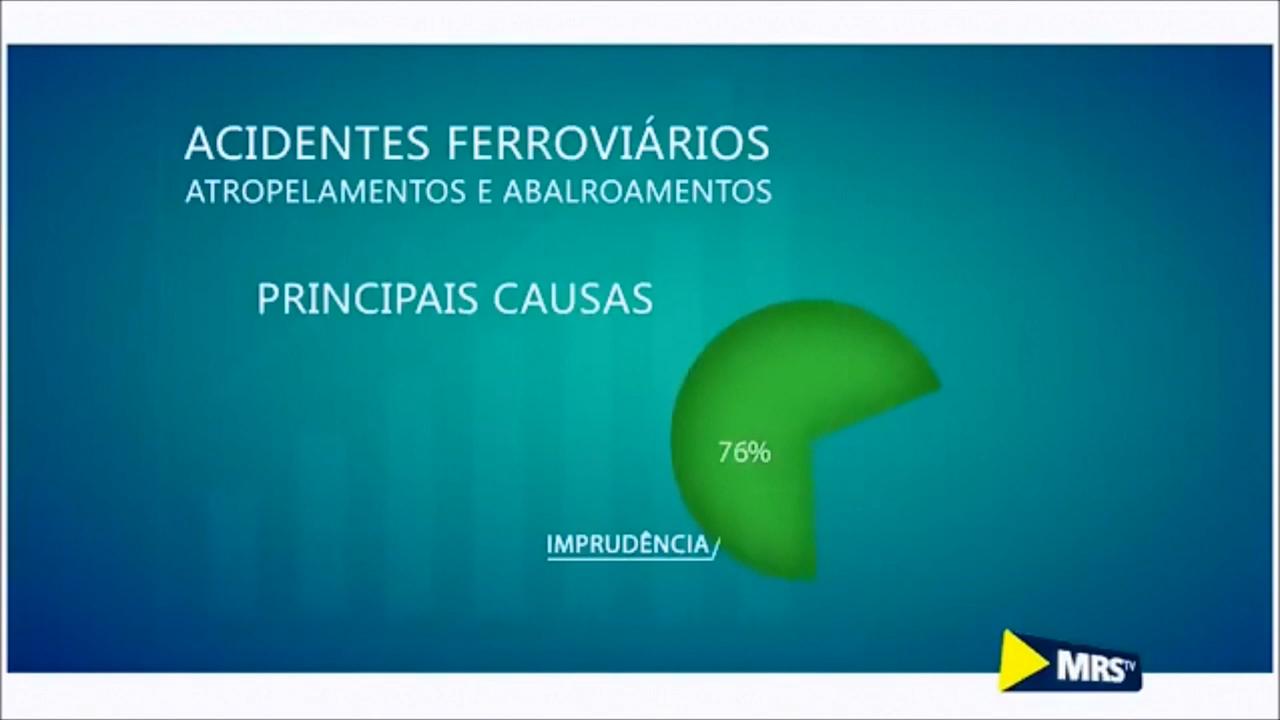 ACIDENTES FERROVIÁRIOS
ATROPELAMENTOS E ABALROAMENTOS
PRINCIPAIS CAUSAS
76%
IMPRUDÊNCIA
MRS TV